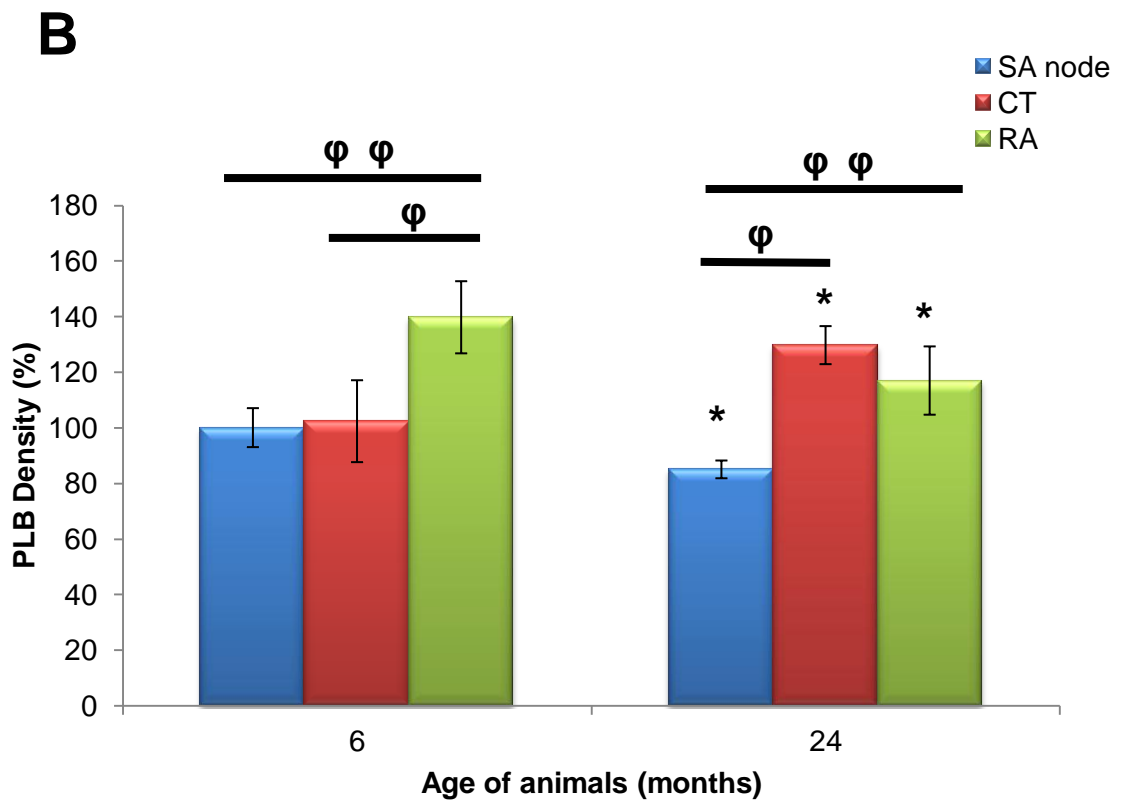 B
SA node
CT
RA
φ φ
φ φ
φ
φ
* * *
180
160
140
120
100
80
60
40
20
0
PLB Density (%)
6 24
Age of animals (months)